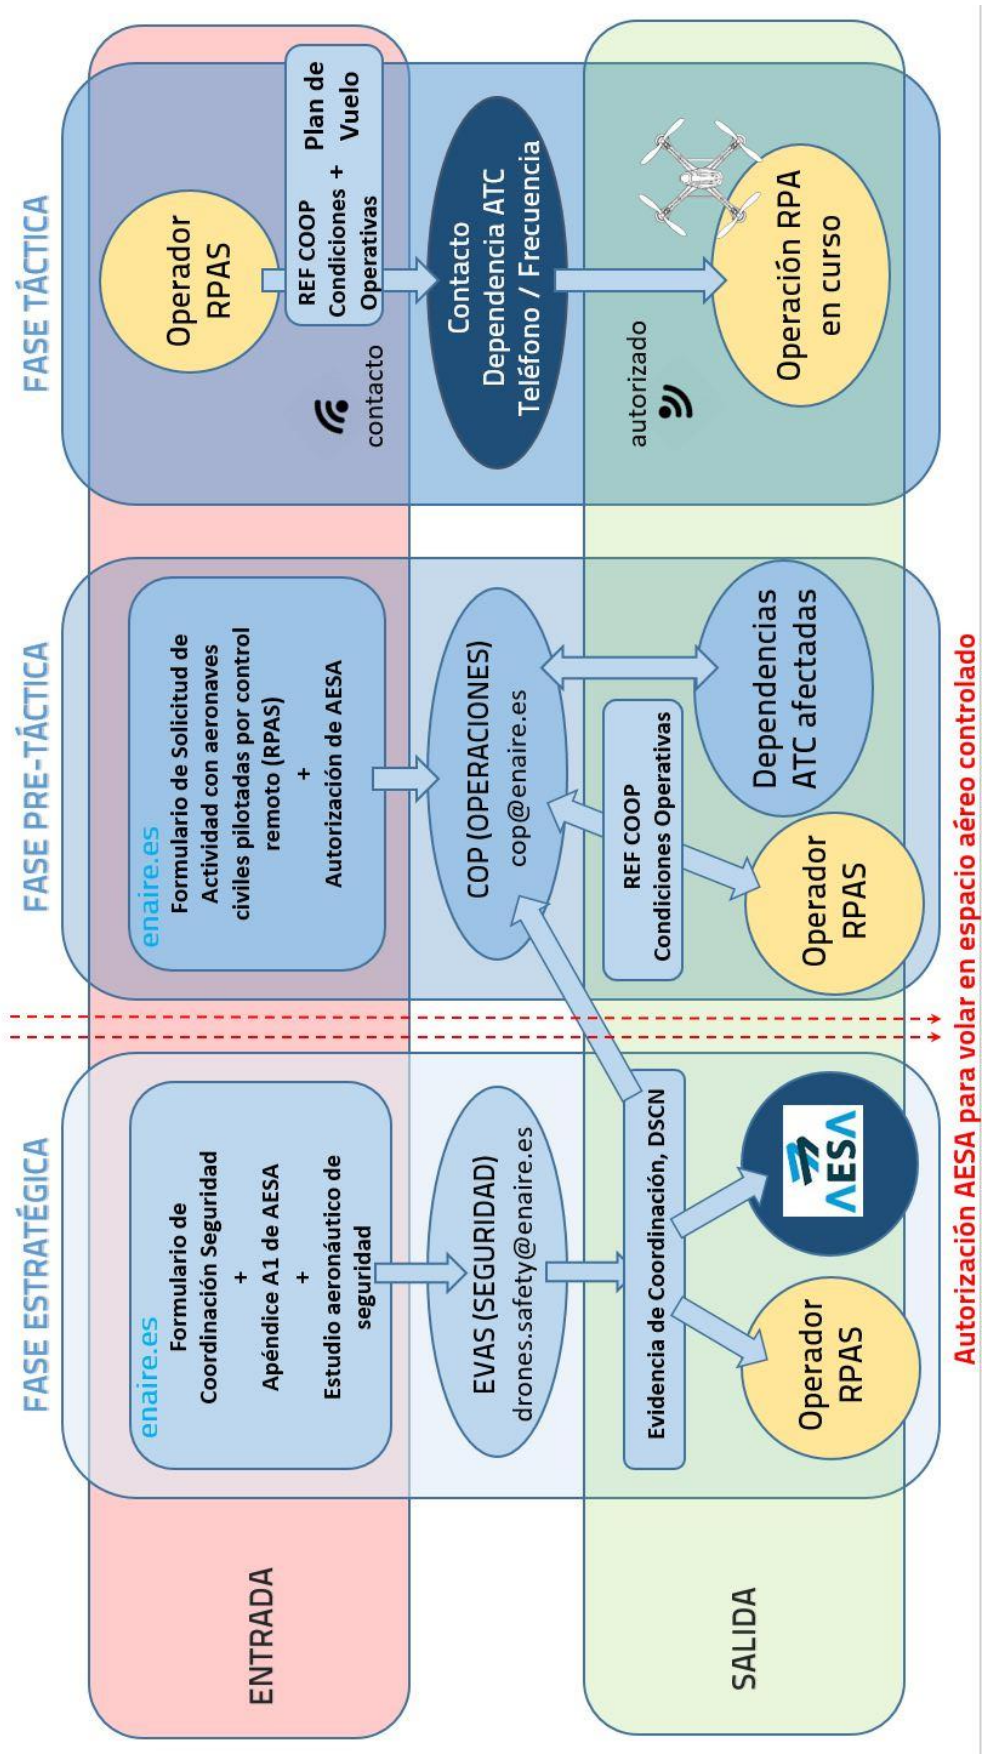 FASE ESTRATÉGICA
FASE PRE-TÁCTICA
FASE TÁCTICA
ENTRADA
enaire.es
Formulario de
Coordinación Seguridad
+
Apéndice A1 de AESA
+
Estudio aeronáutico de
seguridad
enaire.es
Formulario de Solicitud de
Actividad con aeronaves
civiles pilotadas por control
remoto (RPAS)
+
Autorización de AESA
Operador
RPAS
contacto
REF COOP
Condiciones +
Operativas
Plan de
Vuelo
EVAS (SEGURIDAD)
drones.safety@enaire.es
COP (OPERACIONES)
cop@enaire.es
Contacto
Dependencia ATC
Teléfono / Frecuencia
SALIDA
Evidencia de Coordinación, DSCN
Operador
RPAS
AESA
REF COOP
Condiciones Operativas
Operador
RPAS
Dependencias
ATC afectadas
autorizado
Operación RPA
en curso
Autorización AESA para volar en espacio aéreo controlado